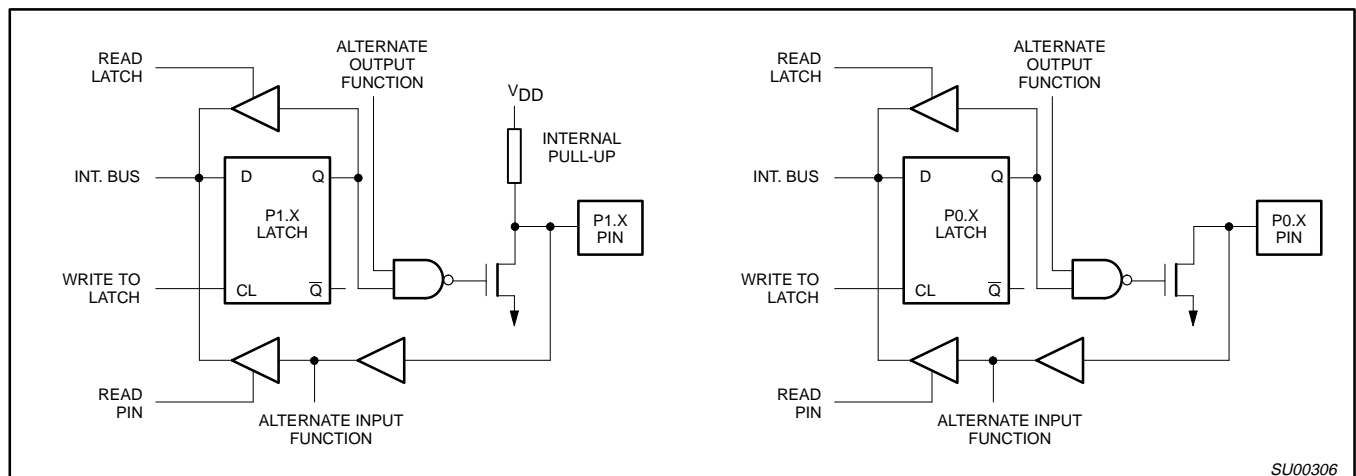 READ
LATCH
ALTERNATE
OUTPUT
FUNCTION
VDD
INTERNAL
PULL-UP
INT. BUS
D
Q
P1.X
LATCH
P1.X
PIN
WRITE TO
LATCH
CL
Q̅
READ
PIN
ALTERNATE INPUT
FUNCTION
READ
LATCH
ALTERNATE
OUTPUT
FUNCTION
INT. BUS
D
Q
P0.X
LATCH
P0.X
PIN
WRITE TO
LATCH
CL
Q̅
READ
PIN
ALTERNATE INPUT
FUNCTION
SU00306